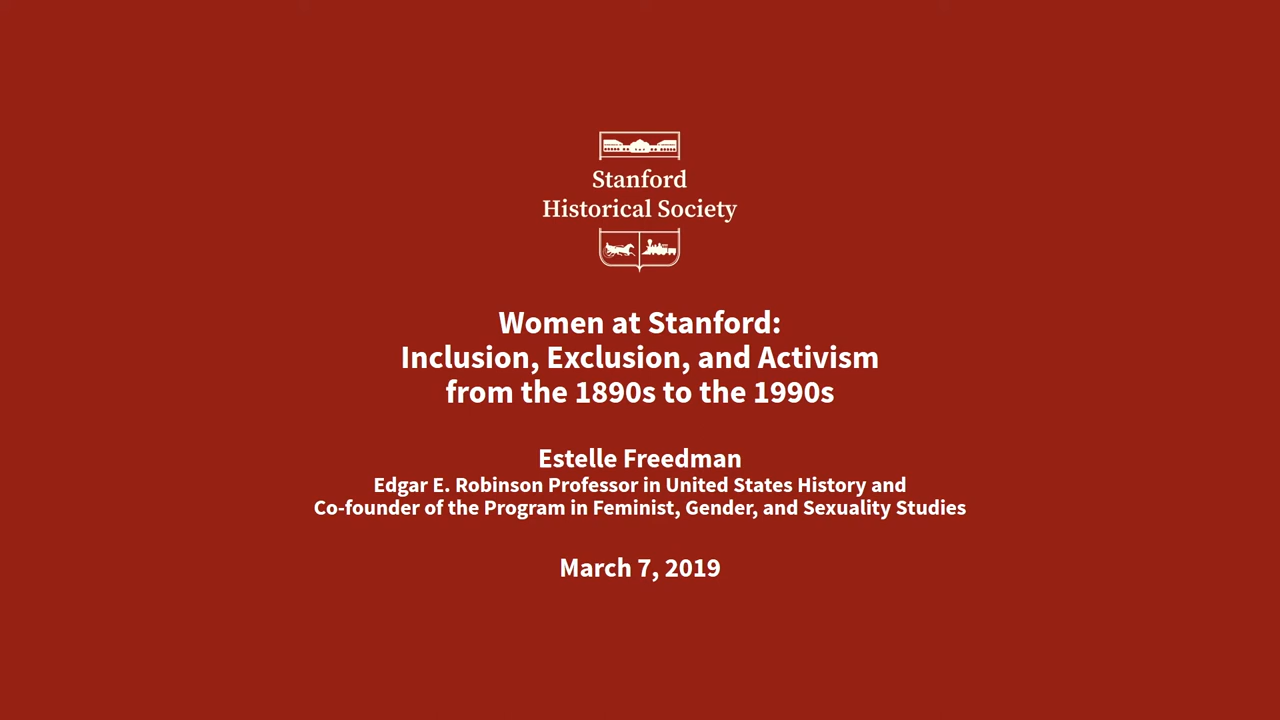 Stanford
Historical Society
Women at Stanford:
Inclusion, Exclusion, and Activism
from the 1890s to the 1990s
Estelle Freedman
Edgar E. Robinson Professor in United States History and
Co-founder of the Program in Feminist, Gender, and Sexuality Studies
March 7, 2019